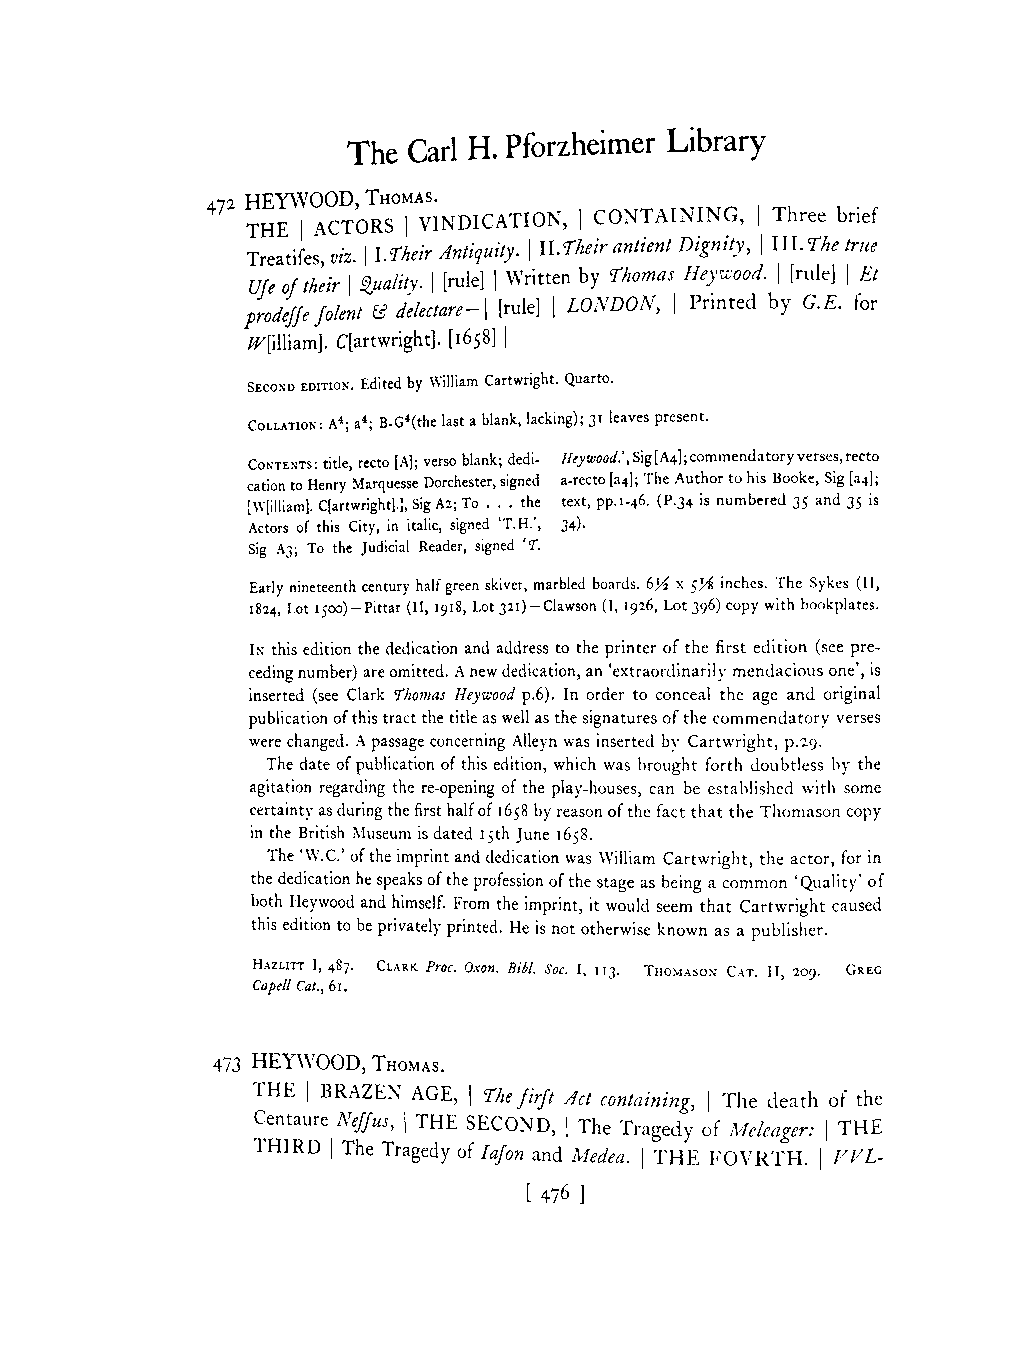 The Carl H. Pforzheimer Library
472 HEYWOOD, THOMAS.
THE | ACTORS | VINDICATION, | CONTAINING, | Three brief
Treatiſes, viz. | I. Their Antiquity. | II. Their antient Dignity, | III. The true
Uſe of their | Quality. | [rule] | Written by Thomas Heywood. | [rule] | Et
prodeſſe ſolent & delectare—| [rule] | LONDON, | Printed by G.E. for
W[illiam]. C[artwright]. [1658] |
SECOND EDITION. Edited by William Cartwright. Quarto.
COLLATION: A⁴; a⁴; B-G⁴(the last a blank, lacking); 31 leaves present.
CONTENTS: title, recto [A]; verso blank; dedi-
cation to Henry Marquesse Dorchester, signed
[W[illiam]. C[artwright].], Sig A2; To . . . the
Actors of this City, in italic, signed 'T.H.',
Sig A3; To the Judicial Reader, signed 'T.
Heywood.', Sig [A4]; commendatory verses, recto
a-recto [a4]; The Author to his Booke, Sig [a4];
text, pp.1-46. (P.34 is numbered 35 and 35 is
34).
Early nineteenth century half green skiver, marbled boards. 6½ x 5⅛ inches. The Sykes (II,
1824, Lot 1500)—Pittar (II, 1918, Lot 321)—Clawson (I, 1926, Lot 396) copy with bookplates.
IN this edition the dedication and address to the printer of the first edition (see pre-
ceding number) are omitted. A new dedication, an 'extraordinarily mendacious one', is
inserted (see Clark Thomas Heywood p.6). In order to conceal the age and original
publication of this tract the title as well as the signatures of the commendatory verses
were changed. A passage concerning Alleyn was inserted by Cartwright, p.29.
The date of publication of this edition, which was brought forth doubtless by the
agitation regarding the re-opening of the play-houses, can be established with some
certainty as during the first half of 1658 by reason of the fact that the Thomason copy
in the British Museum is dated 15th June 1658.
The 'W.C.' of the imprint and dedication was William Cartwright, the actor, for in
the dedication he speaks of the profession of the stage as being a common 'Quality' of
both Heywood and himself. From the imprint, it would seem that Cartwright caused
this edition to be privately printed. He is not otherwise known as a publisher.
HAZLITT I, 487. CLARK Proc. Oxon. Bibl. Soc. I, 113. THOMASON CAT. II, 209. GREG
Capell Cat., 61.
473 HEYWOOD, THOMAS.
THE | BRAZEN AGE, | The firſt Act containing, | The death of the
Centaure Neſſus, | THE SECOND, | The Tragedy of Meleager: | THE
THIRD | The Tragedy of Iaſon and Medea. | THE FOVRTH. | VVL-
[ 476 ]